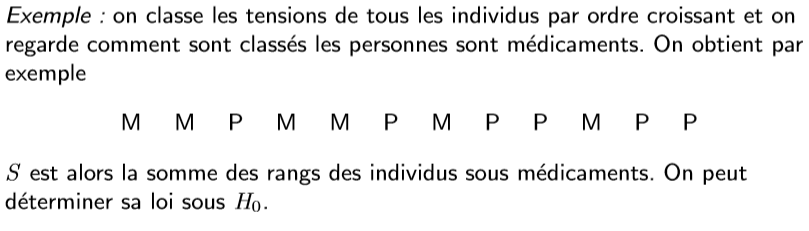 Exemple : on classe les tensions de tous les individus par ordre croissant et on
regarde comment sont classés les personnes sont médicaments. On obtient par
exemple
M M P M M P M P P M P P
S est alors la somme des rangs des individus sous médicaments. On peut
déterminer sa loi sous H₀.